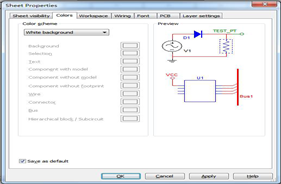 Sheet Properties
Sheet visibility Colors Workspace Wiring Font PCB Layer settings
Color scheme
White background
Background
Selection
Text
Component with model
Component without model
Component without footprint
Wire
Connector
Bus
Hierarchical block / Subcircuit
Preview
D1
TEST_PT
V1
VCC
U1
Bus1
Save as default
OK Cancel Apply Help